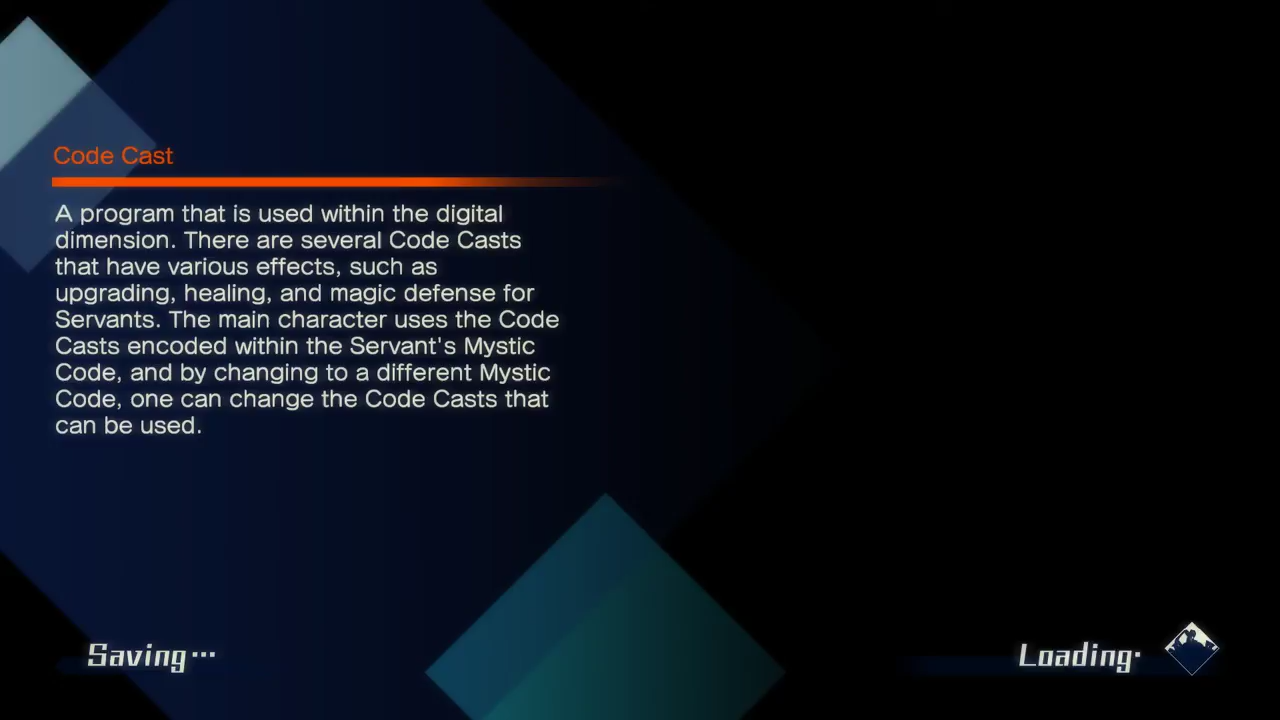 Code Cast
A program that is used within the digital
dimension. There are several Code Casts
that have various effects, such as
upgrading, healing, and magic defense for
Servants. The main character uses the Code
Casts encoded within the Servant's Mystic
Code, and by changing to a different Mystic
Code, one can change the Code Casts that
can be used.
Saving···
Loading·